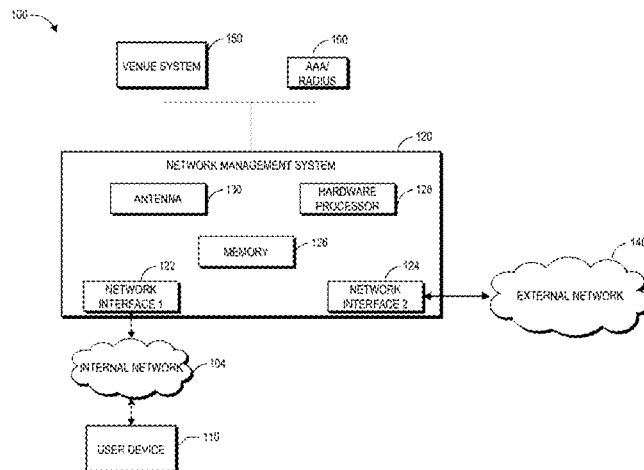 100
150
160
VENUE SYSTEM
AAA/
RADIUS
120
NETWORK MANAGEMENT SYSTEM
ANTENNA
130
HARDWARE
PROCESSOR
128
MEMORY
126
122
NETWORK
INTERFACE 1
124
NETWORK
INTERFACE 2
140
EXTERNAL NETWORK
INTERNAL NETWORK
104
USER DEVICE